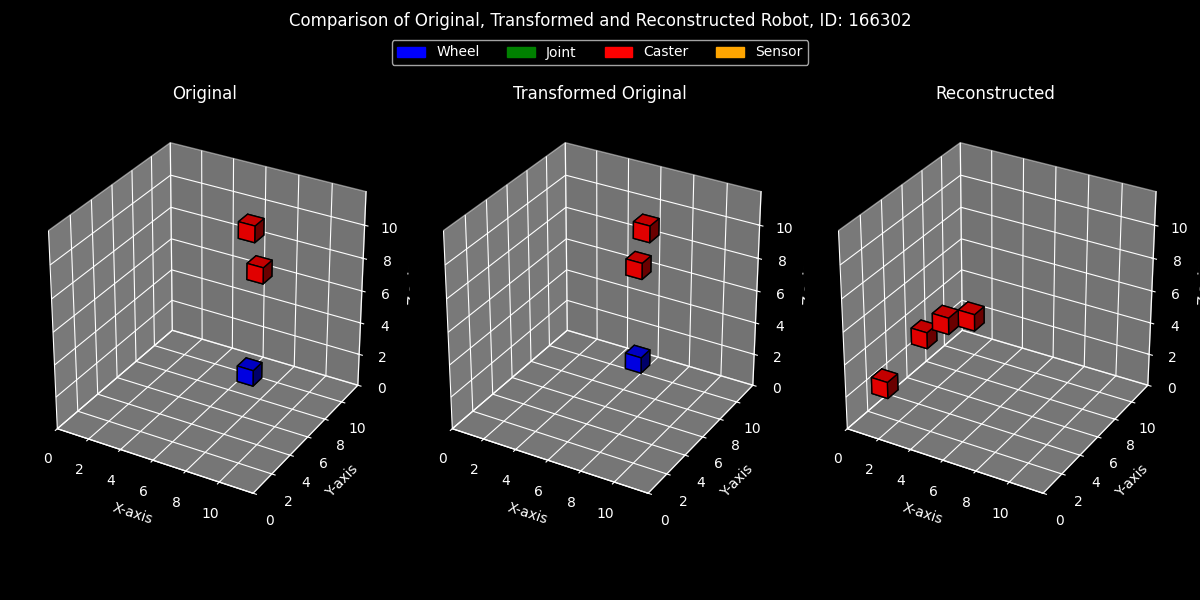 Comparison of Original, Transformed and Reconstructed Robot, ID: 166302
Wheel Joint Caster Sensor
Original Transformed Original Reconstructed
10 10 10
8 8 8
6 6 6
4 4 4
2 2 2
0 0 0
0 2 4 6 8 10 0 2 4 6 8 10 0 2 4 6 8 10
0 2 4 6 8 10 0 2 4 6 8 10 0 2 4 6 8 10
X-axis Y-axis X-axis Y-axis X-axis Y-axis